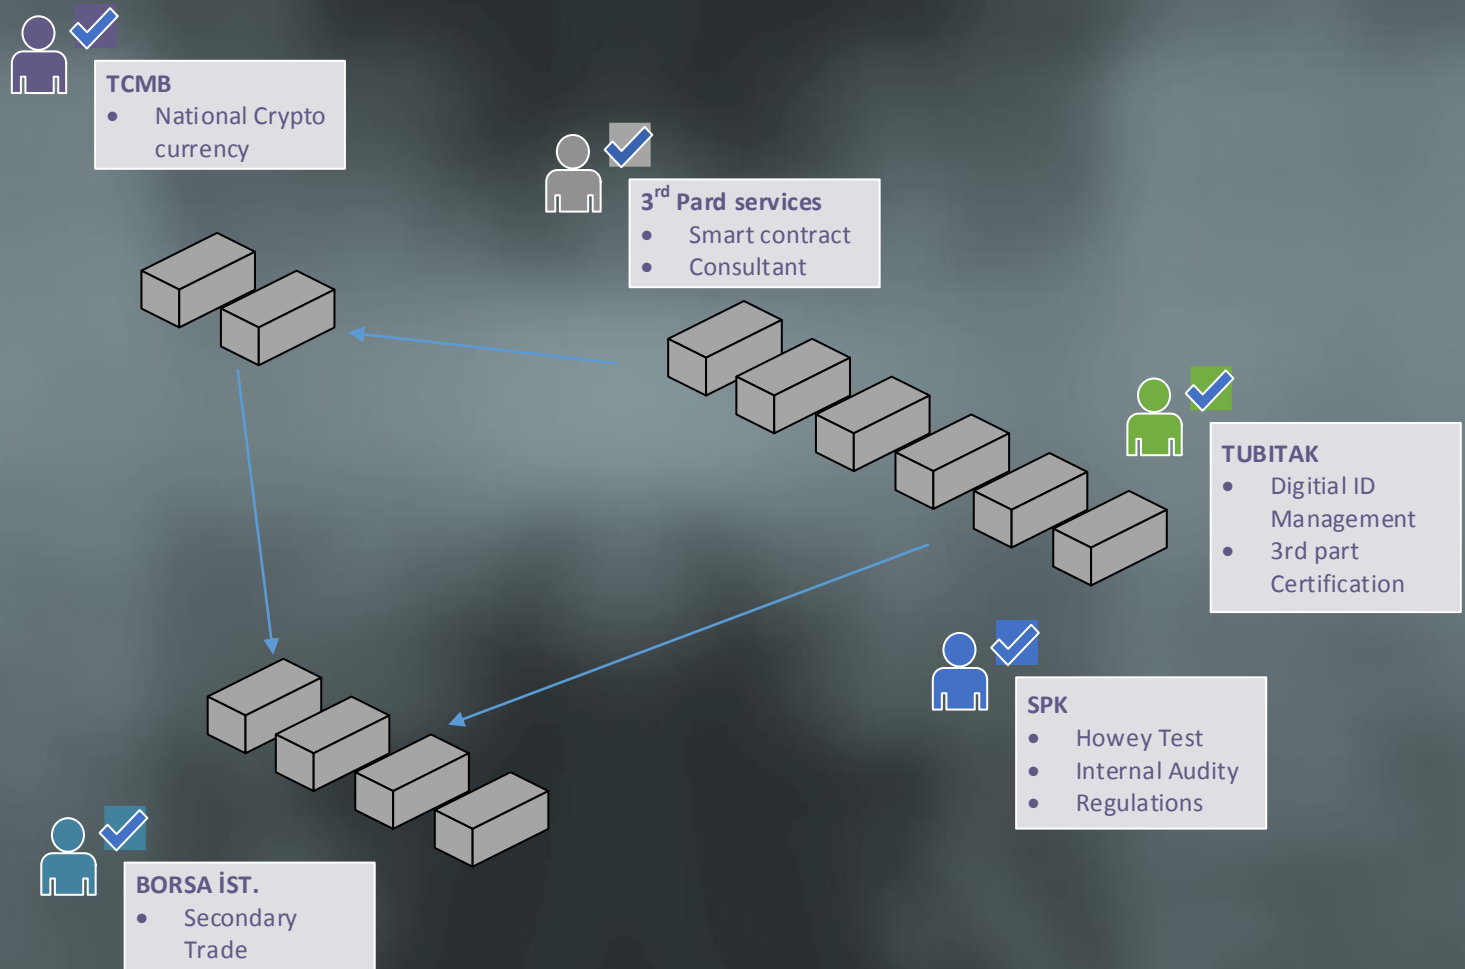 TCMB
• National Crypto
currency
3rd Pard services
• Smart contract
• Consultant
TUBITAK
• Digitial ID
Management
• 3rd part
Certification
SPK
• Howey Test
• Internal Audity
• Regulations
BORSA İST.
• Secondary
Trade